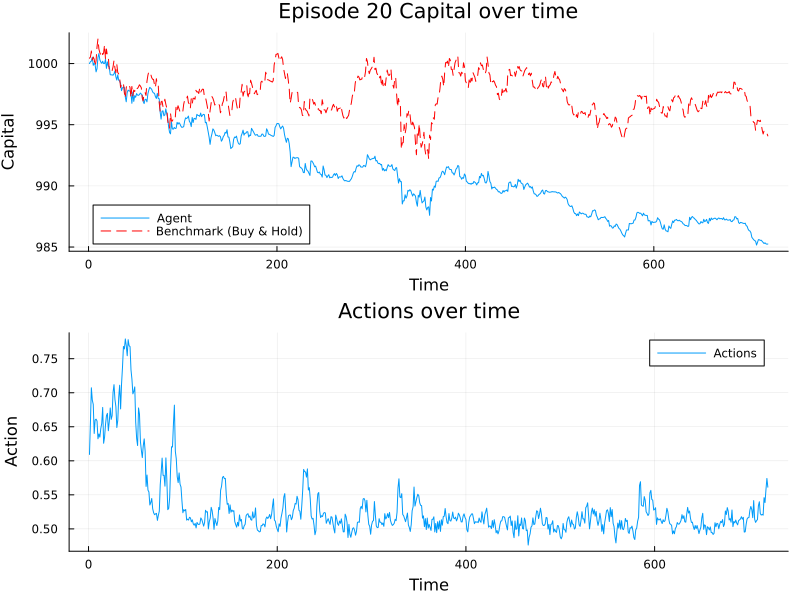 Episode 20 Capital over time
Capital
1000
995
990
985
Agent
Benchmark (Buy & Hold)
0 200 400 600
Time
Actions over time
Action
0.75
0.70
0.65
0.60
0.55
0.50
Actions
0 200 400 600
Time